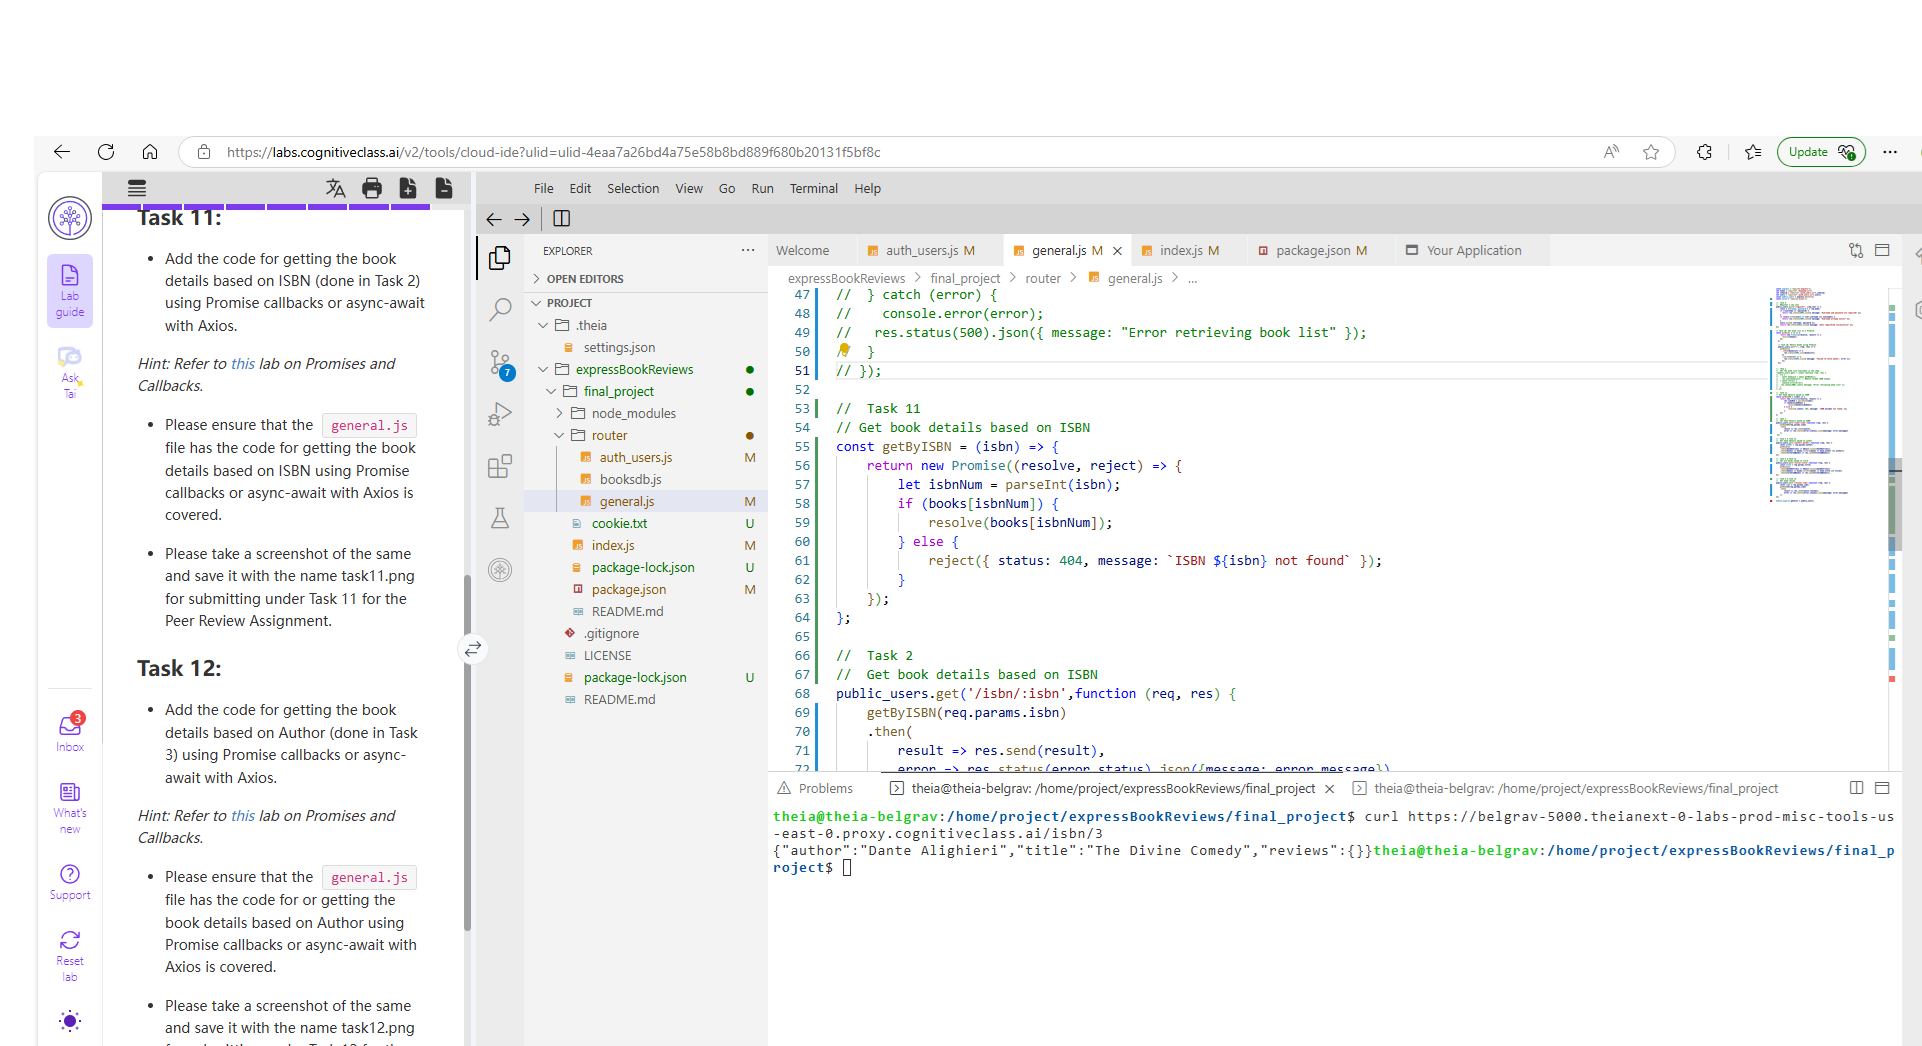 https://labs.cognitiveclass.ai/v2/tools/cloud-ide?ulid=ulid-4eaa7a26bd4a75e58b8bd889f680b20131f5bf8c
Update
Lab guide
Ask Tai
3
Inbox
What's new
Support
Reset lab
Task 11:
Add the code for getting the book
details based on ISBN (done in Task 2)
using Promise callbacks or async-await
with Axios.
Hint: Refer to this lab on Promises and
Callbacks.
Please ensure that the general.js
file has the code for getting the book
details based on ISBN using Promise
callbacks or async-await with Axios is
covered.
Please take a screenshot of the same
and save it with the name task11.png
for submitting under Task 11 for the
Peer Review Assignment.
Task 12:
Add the code for getting the book
details based on Author (done in Task
3) using Promise callbacks or async-
await with Axios.
Hint: Refer to this lab on Promises and
Callbacks.
Please ensure that the general.js
file has the code for or getting the
book details based on Author using
Promise callbacks or async-await with
Axios is covered.
Please take a screenshot of the same
and save it with the name task12.png
File Edit Selection View Go Run Terminal Help
7
EXPLORER
OPEN EDITORS
PROJECT
.theia
settings.json
expressBookReviews
final_project
node_modules
router
auth_users.js M
booksdb.js
general.js M
cookie.txt U
index.js M
package-lock.json U
package.json M
README.md
.gitignore
LICENSE
package-lock.json U
README.md
Welcome auth_users.js M general.js M index.js M package.json M Your Application
expressBookReviews > final_project > router > general.js > ...
47 //  } catch (error) {
48 //    console.error(error);
49 //   res.status(500).json({ message: "Error retrieving book list" });
50 }
51 // });
52
53 //  Task 11
54 // Get book details based on ISBN
55 const getByISBN = (isbn) => {
56     return new Promise((resolve, reject) => {
57         let isbnNum = parseInt(isbn);
58         if (books[isbnNum]) {
59             resolve(books[isbnNum]);
60         } else {
61             reject({ status: 404, message: `ISBN ${isbn} not found` });
62         }
63     });
64 };
65
66 //  Task 2
67 //  Get book details based on ISBN
68 public_users.get('/isbn/:isbn',function (req, res) {
69     getByISBN(req.params.isbn)
70     .then(
71         result => res.send(result),
72         error => res.status(error.status).json({message: error.message})
Problems theia@theia-belgrav: /home/project/expressBookReviews/final_project theia@theia-belgrav: /home/project/expressBookReviews/final_project
theia@theia-belgrav:/home/project/expressBookReviews/final_project$ curl https://belgrav-5000.theianext-0-labs-prod-misc-tools-us
-east-0.proxy.cognitiveclass.ai/isbn/3
{"author":"Dante Alighieri","title":"The Divine Comedy","reviews":{}}theia@theia-belgrav:/home/project/expressBookReviews/final_p
roject$